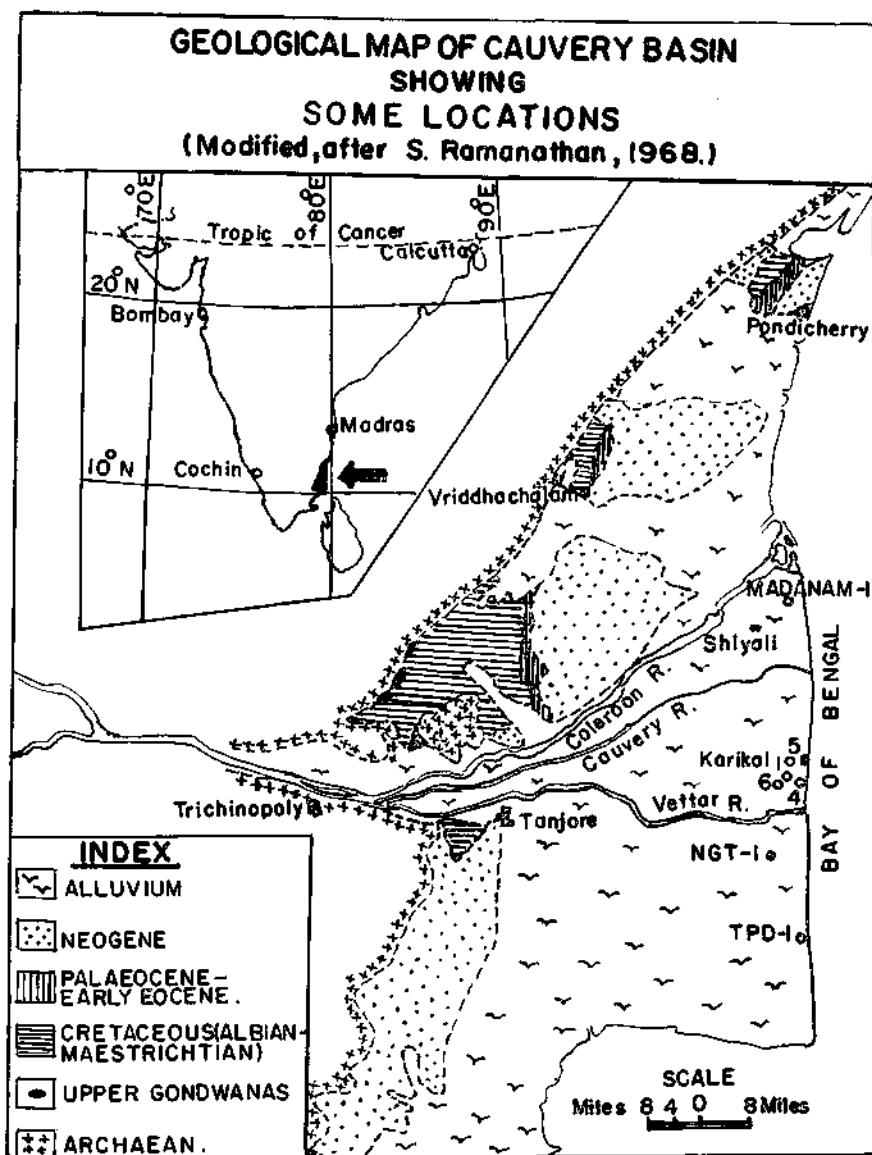 GEOLOGICAL MAP OF CAUVERY BASIN
SHOWING
SOME LOCATIONS
(Modified, after S. Ramanathan, 1968.)
70°E
80°E
90°E
Tropic of Cancer
Calcutta
20°N
Bombay
Madras
10°N
Cochin
Pondicherry
Vriddhachalam
MADANAM-I
Shiyali
Colaroon R.
Cauvery R.
BAY OF BENGAL
Karikal 1 5
6 4
Vettar R.
Trichinopoly
Tanjore
NGT-I
TPD-I
INDEX
ALLUVIUM
NEOGENE
PALAEOCENE-
EARLY EOCENE.
CRETACEOUS(ALBIAN-
MAESTRICHTIAN)
UPPER GONDWANAS
ARCHAEAN.
SCALE
Miles 8 4 0 8 Miles